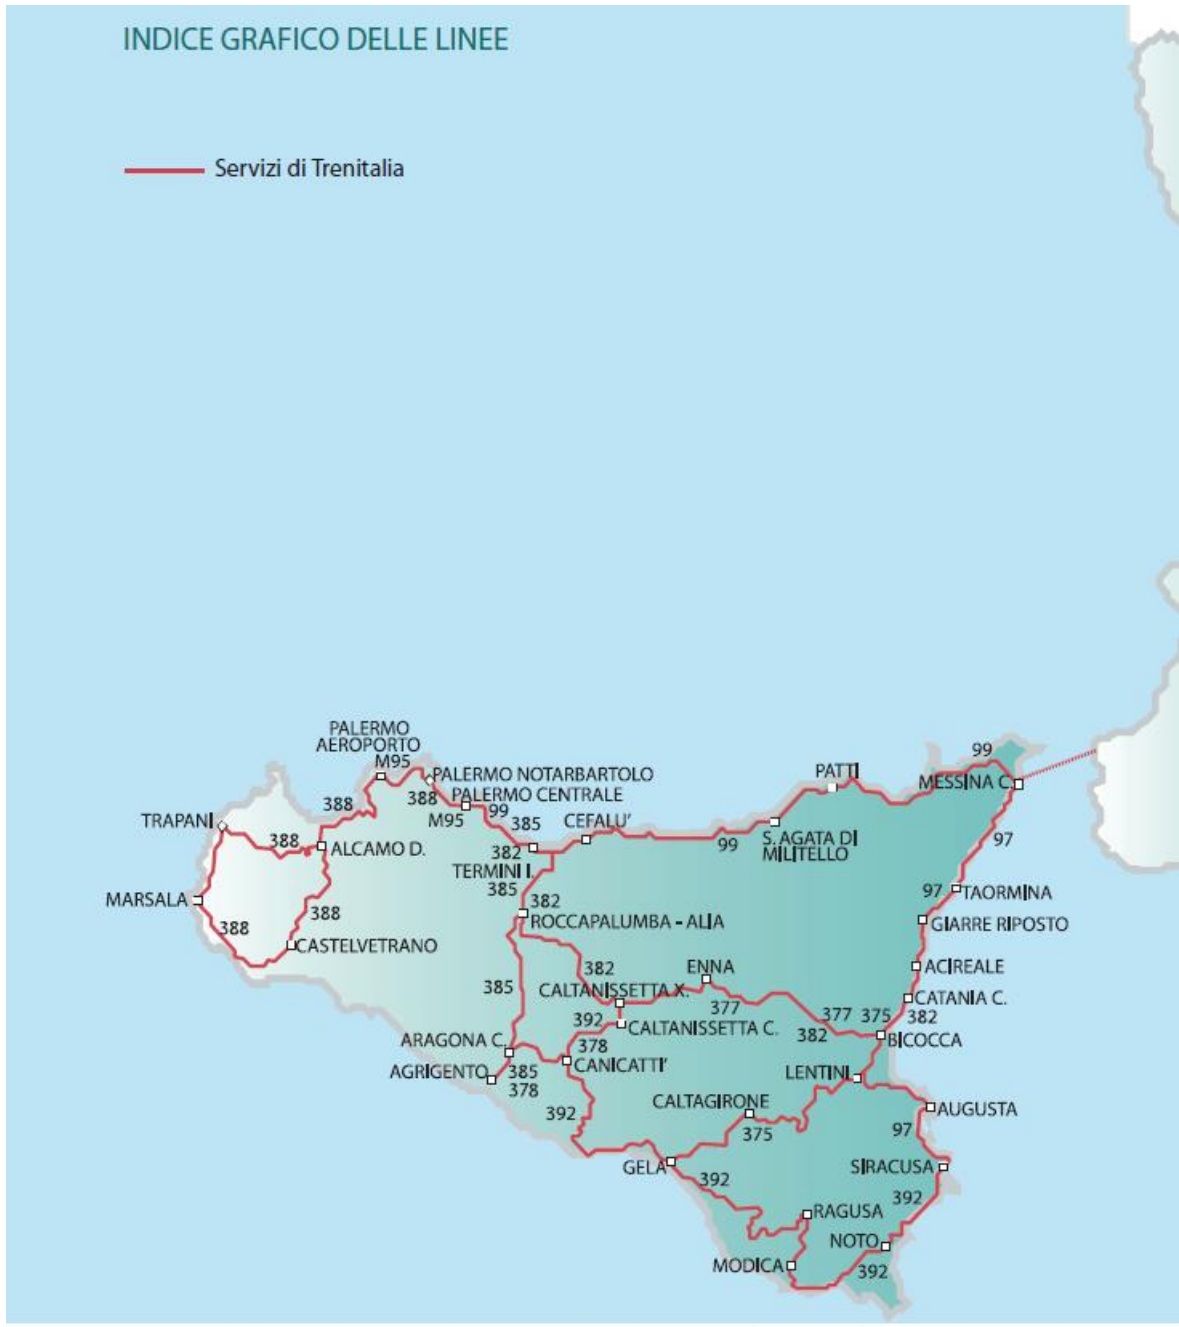 INDICE GRAFICO DELLE LINEE
Servizi di Trenitalia
PALERMO
AEROPORTO
M95
99
PATTI
MESSINA C.
PALERMO NOTARBARTOLO
388
PALERMO CENTRALE
388
M95
99
TRAPANI
385
CEFALU'
388
ALCAMO D.
382
99
S. AGATA DI
MILITELLO
97
TERMINI I.
385
97
TAORMINA
MARSALA
382
388
388
ROCCAPALUMBA - ALIA
GIARRE RIPOSTO
CASTELVETRANO
382
ENNA
ACIREALE
385
CALTANISSETTA X.
377
CATANIA C.
392
CALTANISSETTA C.
377
375
382
382
BICOCCA
ARAGONA C.
378
CANICATTI'
AGRIGENTO
385
LENTINI
378
392
CALTAGIRONE
AUGUSTA
375
97
GELA
SIRACUSA
392
392
RAGUSA
NOTO
MODICA
392